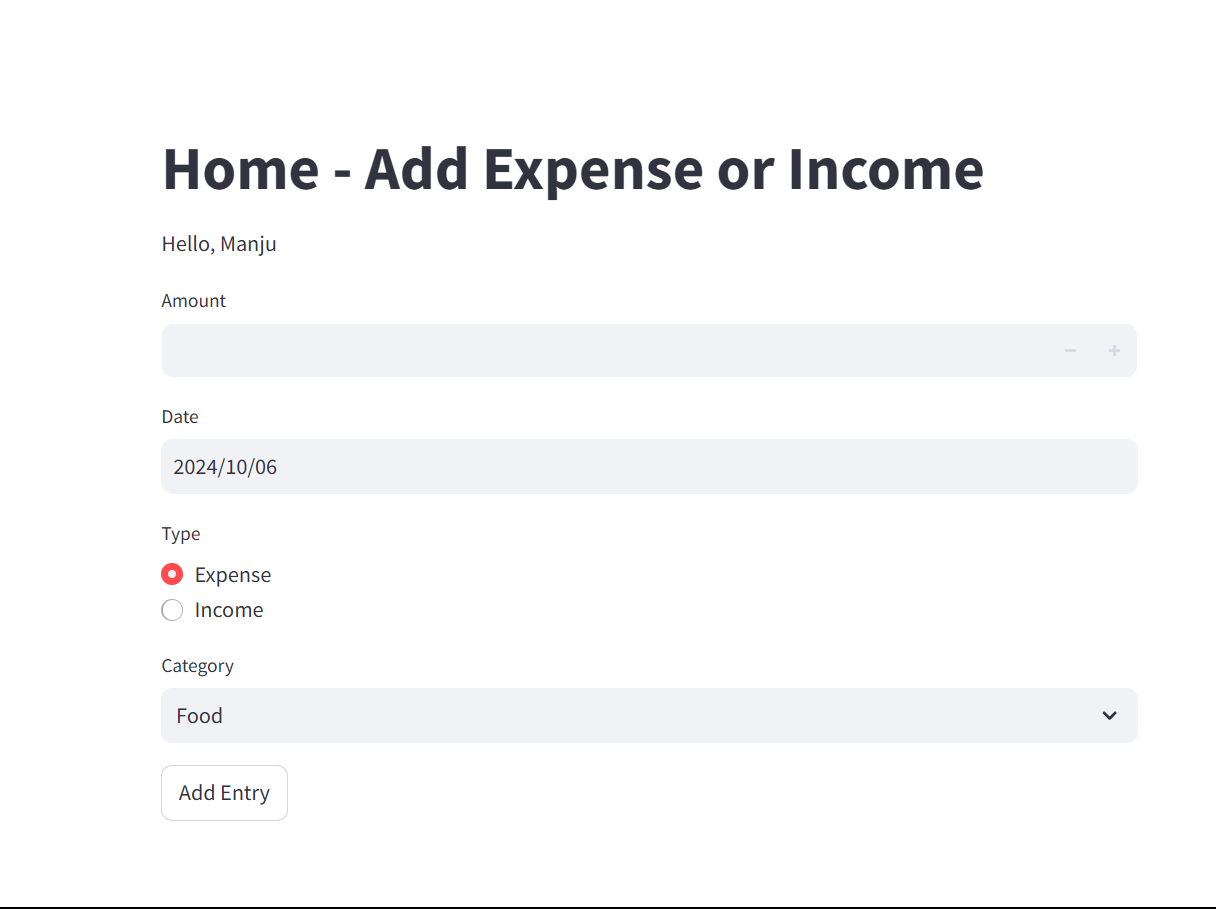 Home - Add Expense or Income
Hello, Manju
Amount
Date
2024/10/06
Type
Expense
Income
Category
Food
Add Entry